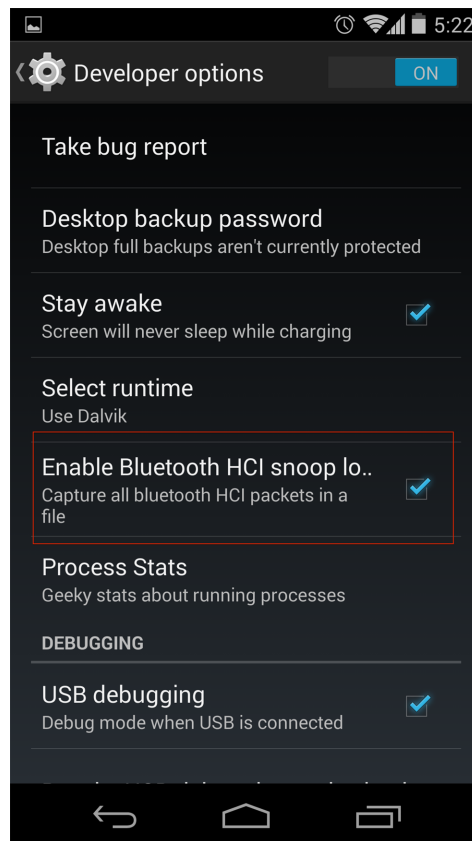 5:22
Developer options
ON
Take bug report
Desktop backup password
Desktop full backups aren't currently protected
Stay awake
Screen will never sleep while charging
Select runtime
Use Dalvik
Enable Bluetooth HCI snoop lo..
Capture all bluetooth HCI packets in a
file
Process Stats
Geeky stats about running processes
DEBUGGING
USB debugging
Debug mode when USB is connected